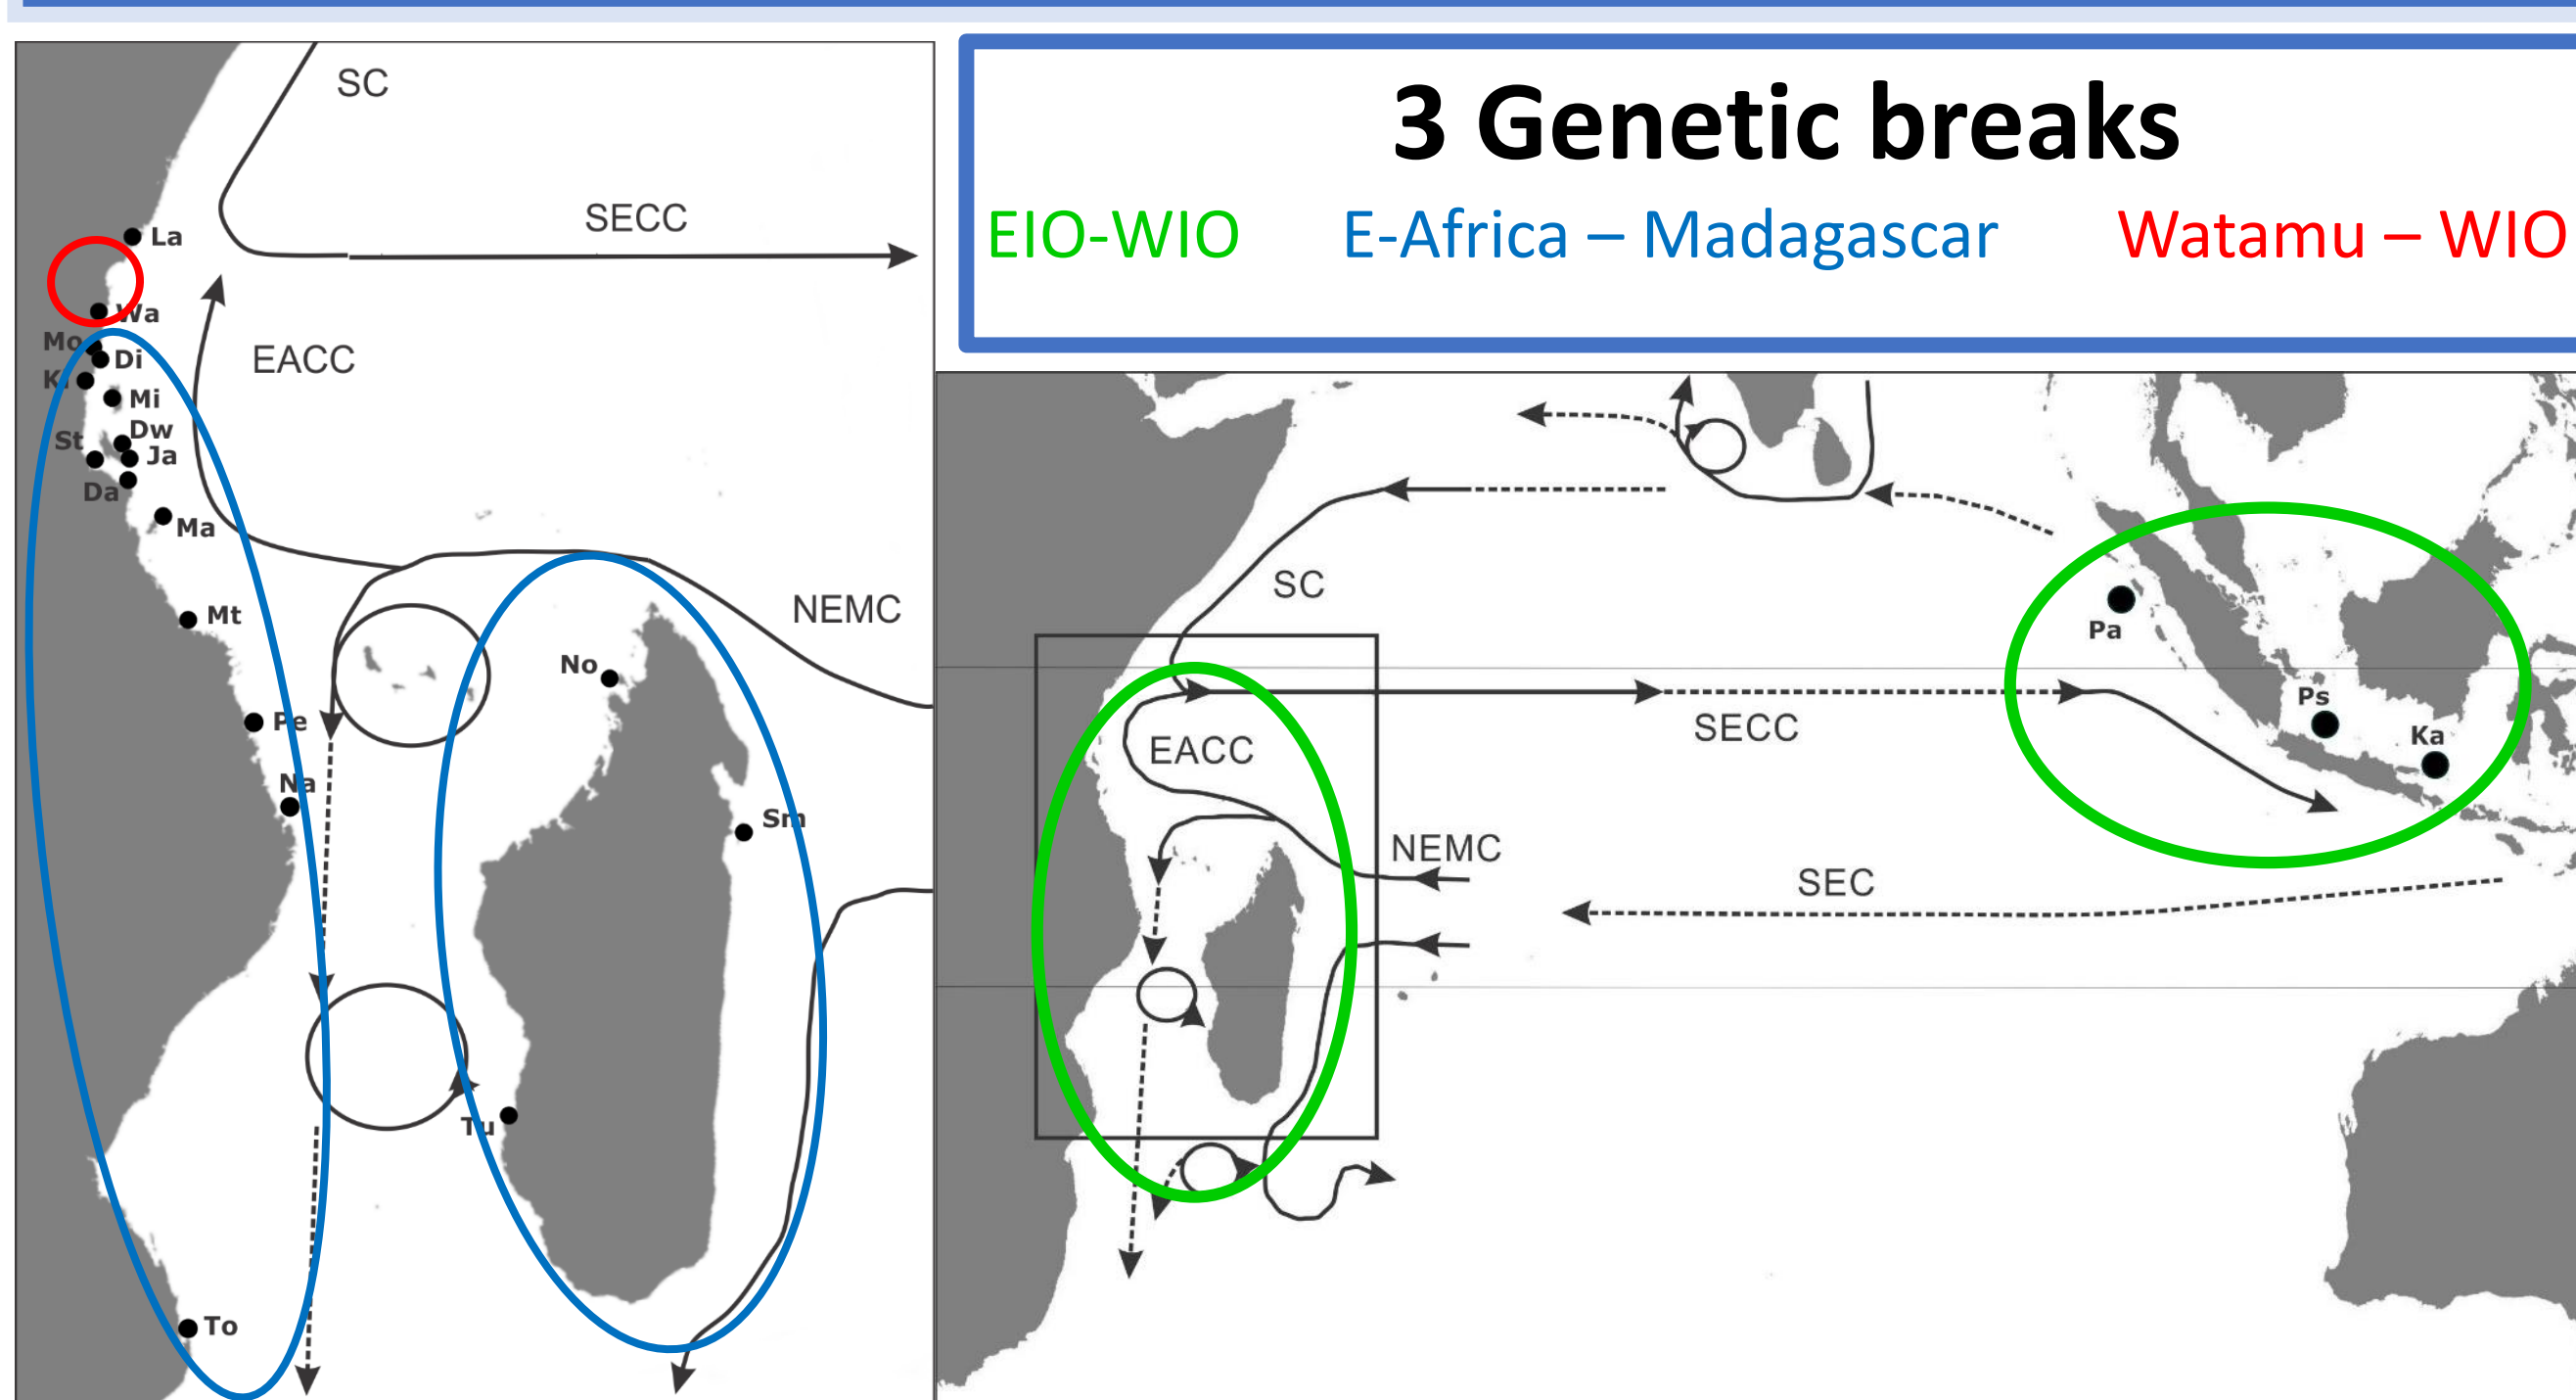 3 Genetic breaks
EIO-WIO E-Africa – Madagascar Watamu – WIO
SC
SECC
La
Wa
Mo
Di
EACC
Ki
Mi
Dw
St
Ja
Da
Ma
NEMC
Mt
No
Pe
Na
Sm
Tu
To
SC
Pa
SECC
Ps
Ka
EACC
NEMC
SEC